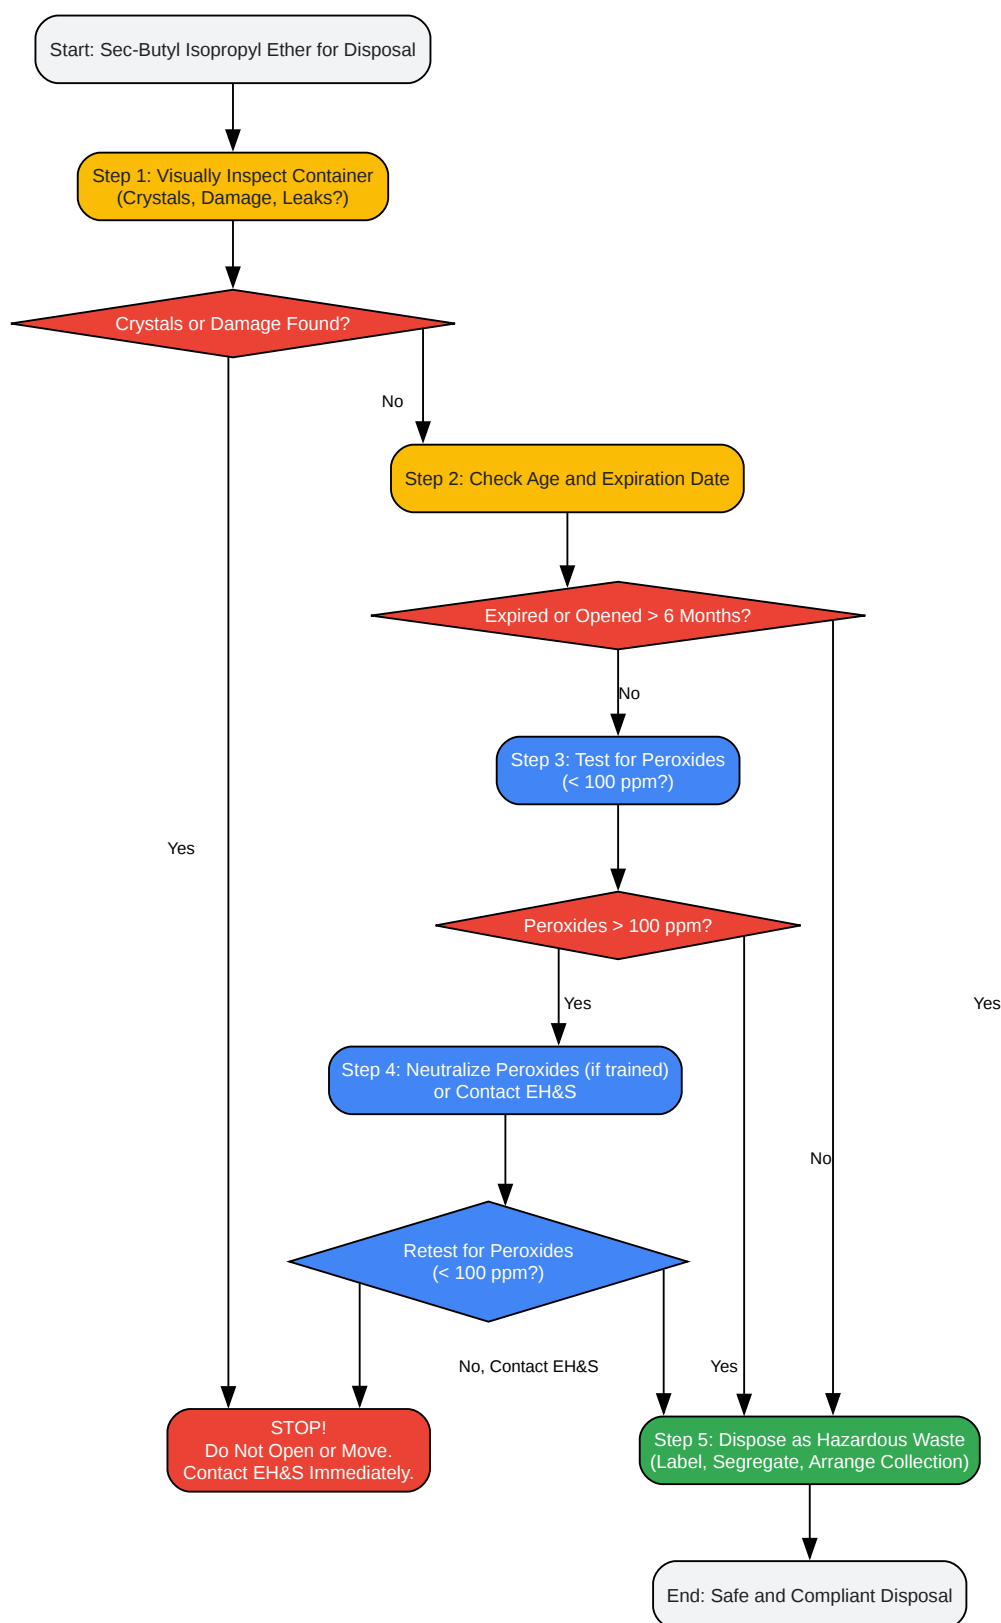 Start: Sec-Butyl Isopropyl Ether for Disposal
Step 1: Visually Inspect Container
(Crystals, Damage, Leaks?)
Crystals or Damage Found?
No
Step 2: Check Age and Expiration Date
Expired or Opened > 6 Months?
No
Step 3: Test for Peroxides
(< 100 ppm?)
Yes
Peroxides > 100 ppm?
Yes
Yes
Step 4: Neutralize Peroxides (if trained)
or Contact EH&S
No
Retest for Peroxides
(< 100 ppm?)
No, Contact EH&S
Yes
STOP!
Do Not Open or Move.
Contact EH&S Immediately.
Step 5: Dispose as Hazardous Waste
(Label, Segregate, Arrange Collection)
End: Safe and Compliant Disposal